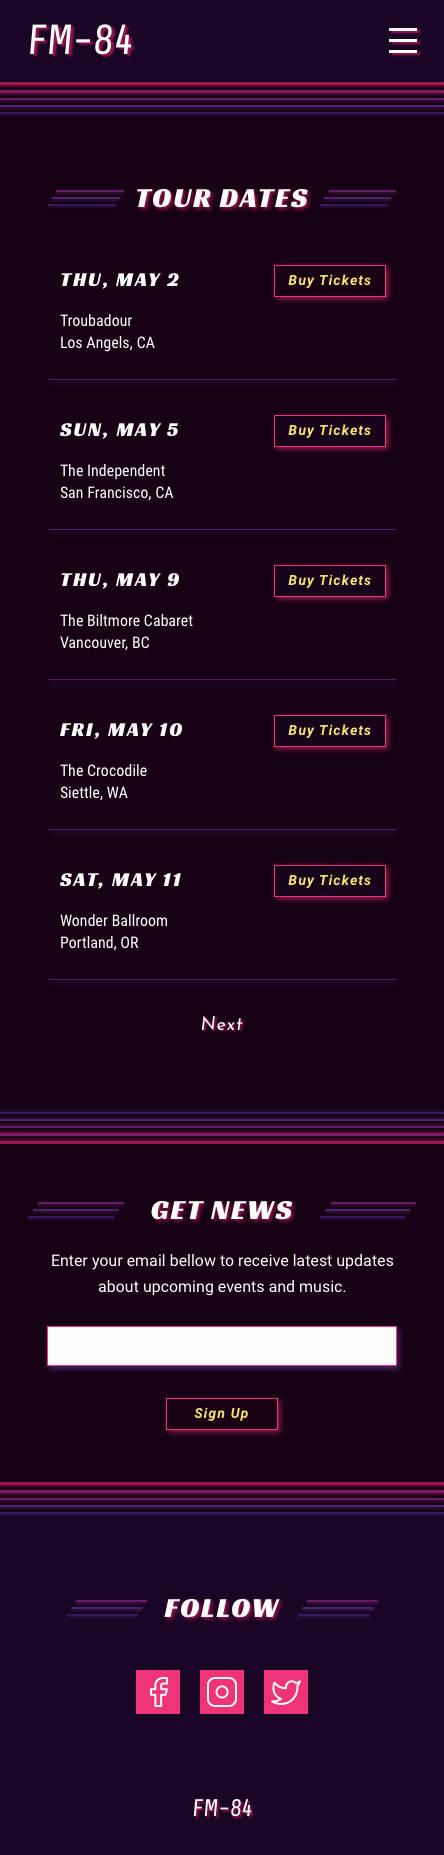 FM-84
TOUR DATES
THU, MAY 2
Buy Tickets
Troubadour
Los Angels, CA
SUN, MAY 5
Buy Tickets
The Independent
San Francisco, CA
THU, MAY 9
Buy Tickets
The Biltmore Cabaret
Vancouver, BC
FRI, MAY 10
Buy Tickets
The Crocodile
Siettle, WA
SAT, MAY 11
Buy Tickets
Wonder Ballroom
Portland, OR
Next
GET NEWS
Enter your email bellow to receive latest updates
about upcoming events and music.
Sign Up
FOLLOW
FM-84